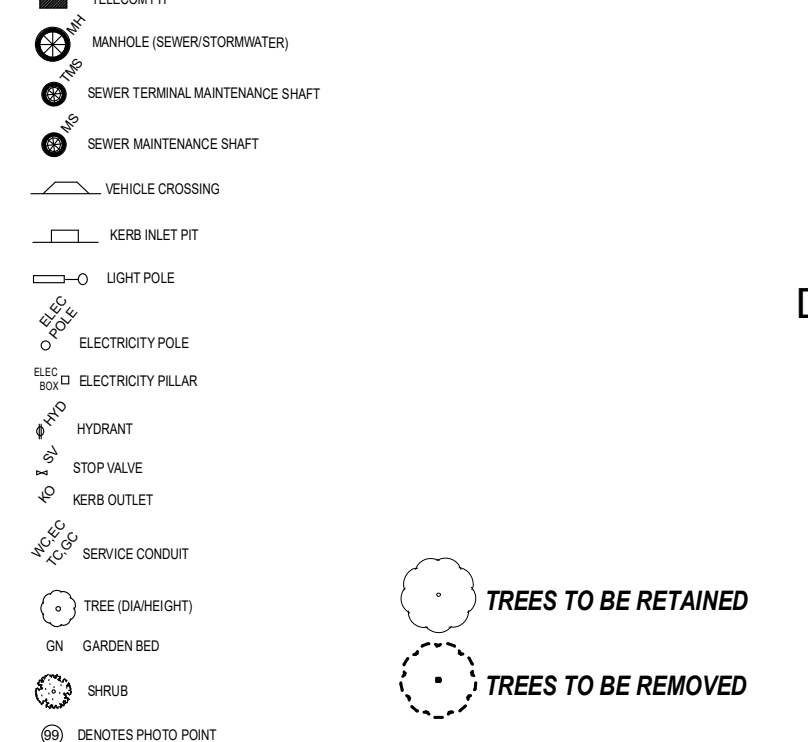 MH
MANHOLE (SEWER/STORMWATER)
TMS
SEWER TERMINAL MAINTENANCE SHAFT
MS
SEWER MAINTENANCE SHAFT
VEHICLE CROSSING
KERB INLET PIT
LIGHT POLE
ELEC
POLE
ELECTRICITY POLE
ELEC
BOX
ELECTRICITY PILLAR
HYD
HYDRANT
SV
STOP VALVE
KO
KERB OUTLET
WC,EC
TC,GC
SERVICE CONDUIT
TREE (DIA/HEIGHT)
GN GARDEN BED
SHRUB
99 DENOTES PHOTO POINT
TREES TO BE RETAINED
TREES TO BE REMOVED